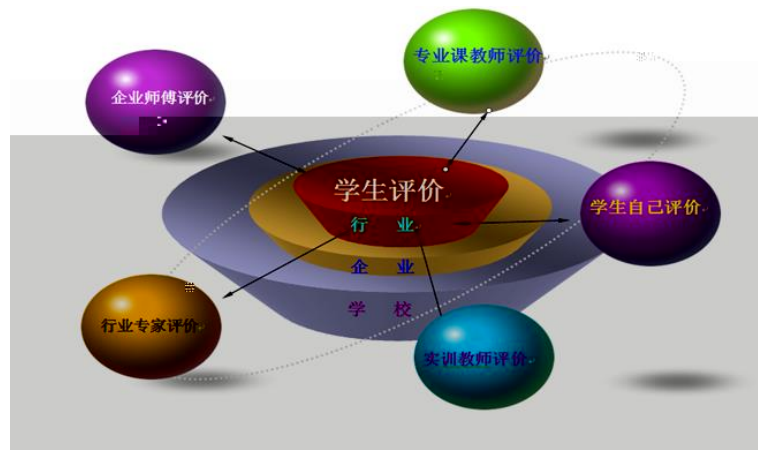 专业课教师评价
企业师傅评价
学生评价
学生自己评价
行 业
企 业
学 校
行业专家评价
实训教师评价